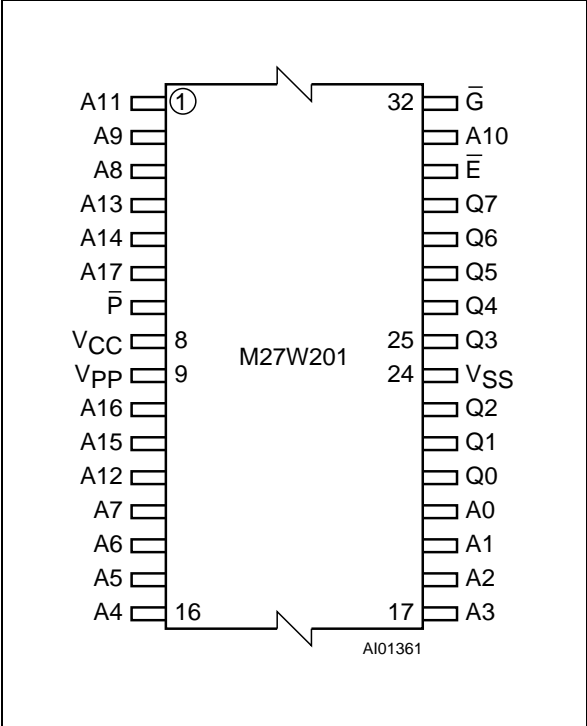 A11 1 32 G̅
A9 A10
A8 E̅
A13 Q7
A14 Q6
A17 Q5
P̅ Q4
VCC 8 25 Q3
M27W201
VPP 9 24 VSS
A16 Q2
A15 Q1
A12 Q0
A7 A0
A6 A1
A5 A2
A4 16 17 A3
AI01361